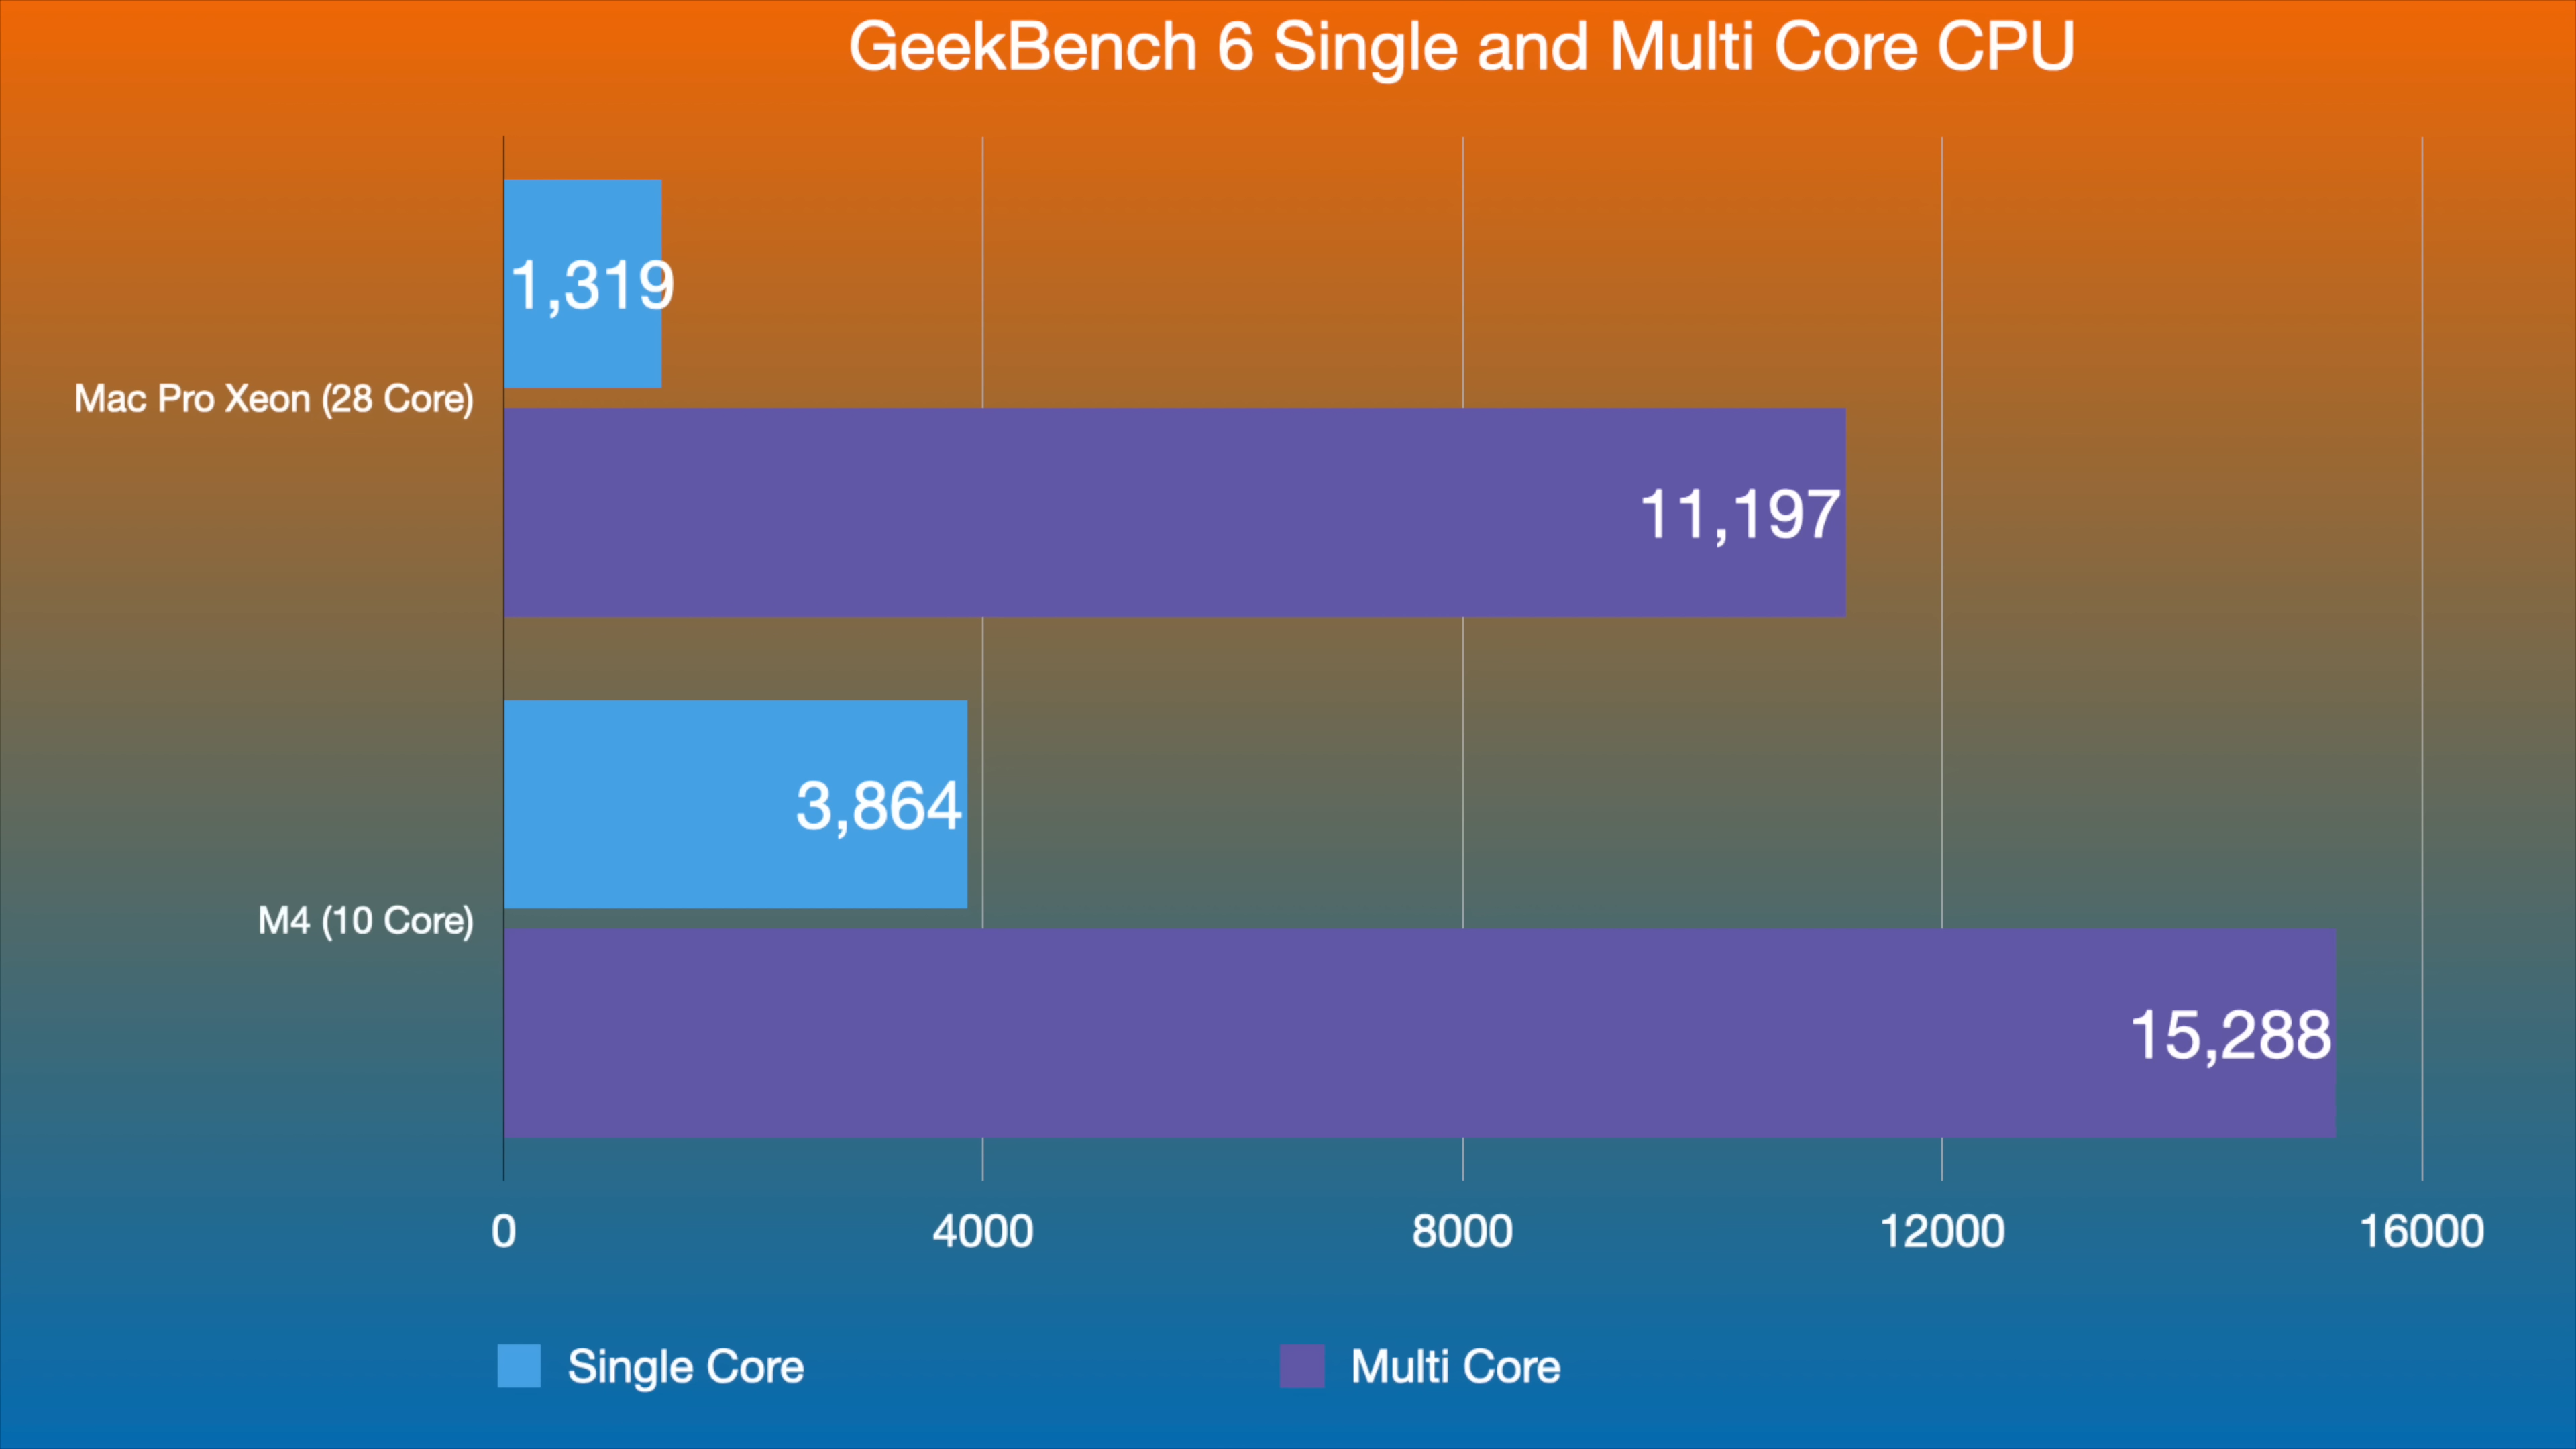 GeekBench 6 Single and Multi Core CPU
1,319
Mac Pro Xeon (28 Core)
11,197
3,864
M4 (10 Core)
15,288
0 4000 8000 12000 16000
Single Core Multi Core